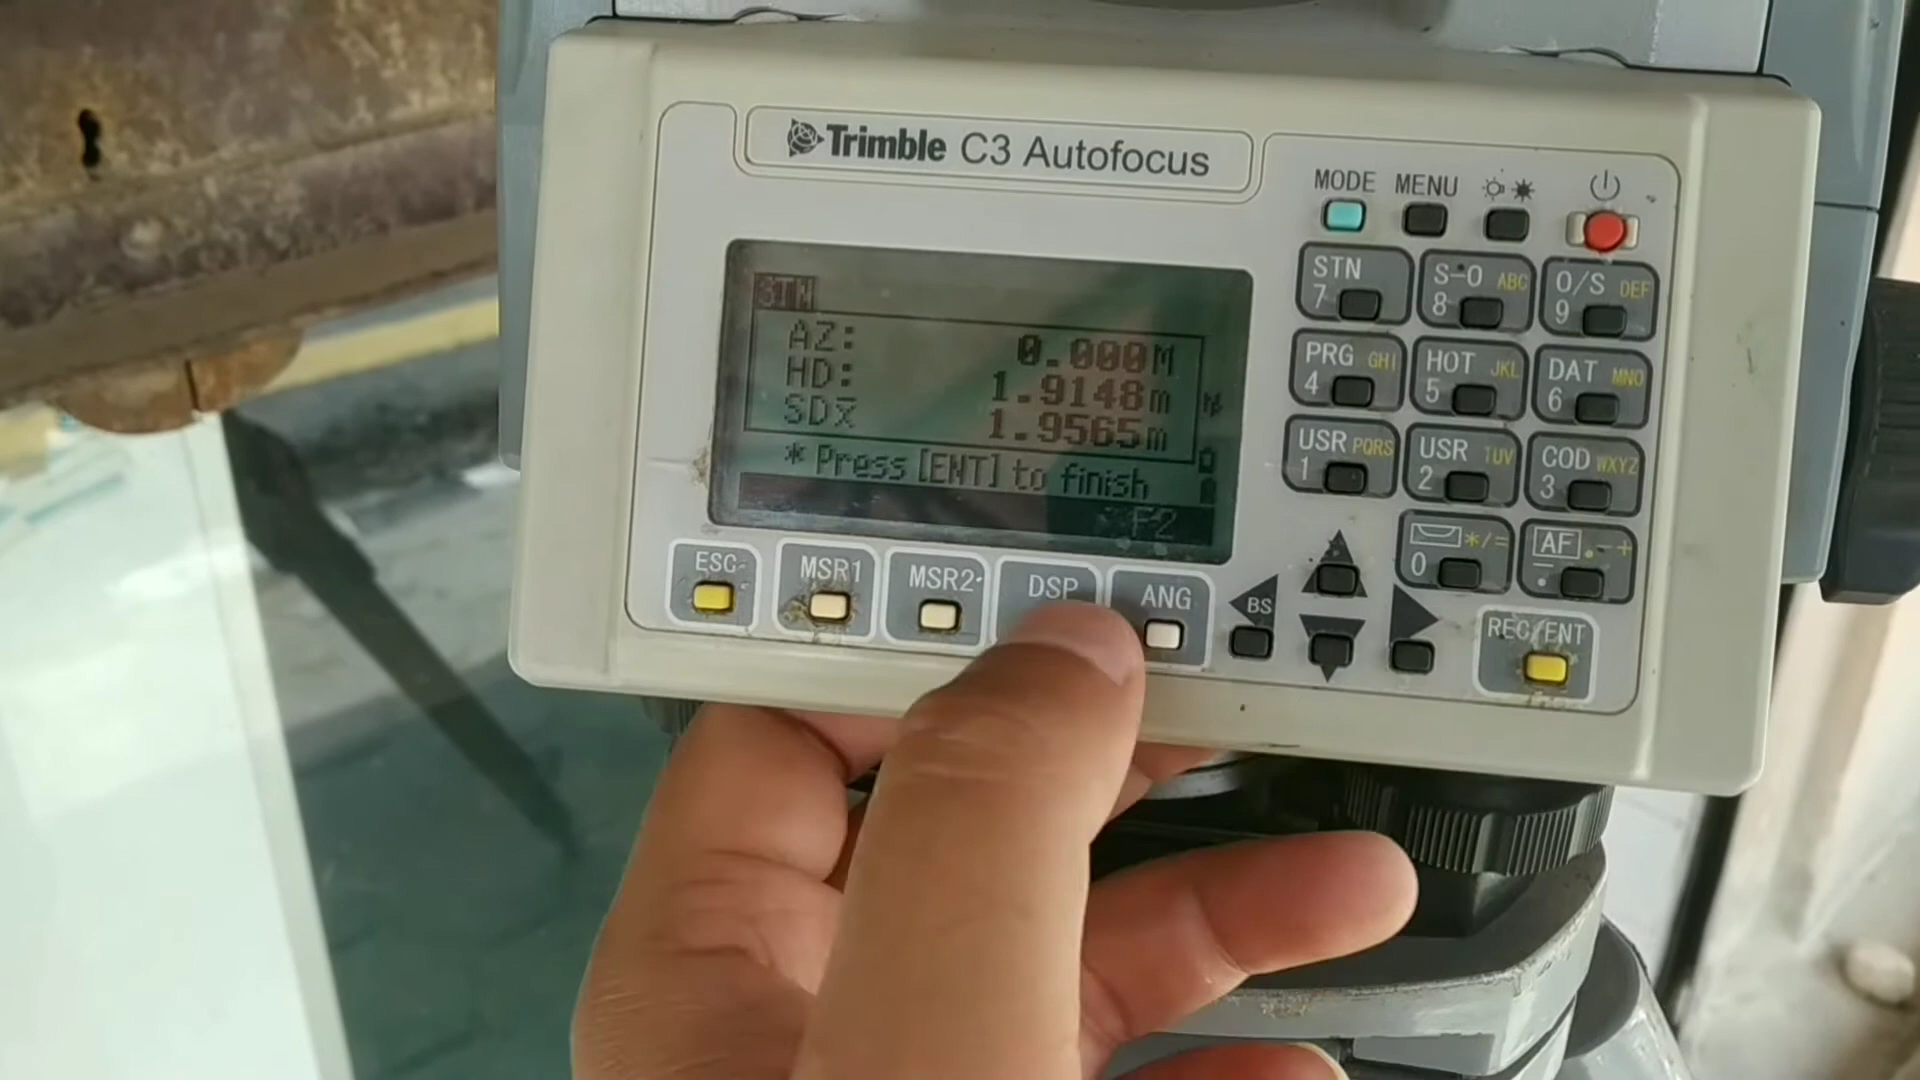 Trimble C3 Autofocus
STN
AZ: 0.000M
HD: 1.9148m
SDx̅ 1.9565m
*Press [ENT] to finish
F2
MODE MENU
STN
7
S-O ABC
8
O/S DEF
9
PRG GHI
4
HOT JKL
5
DAT MNO
6
USR PQRS
1
USR TUV
2
COD WXYZ
3
*/=
0
AF .-+
-
ESC
MSR1
MSR2
DSP
ANG
BS
REC/ENT